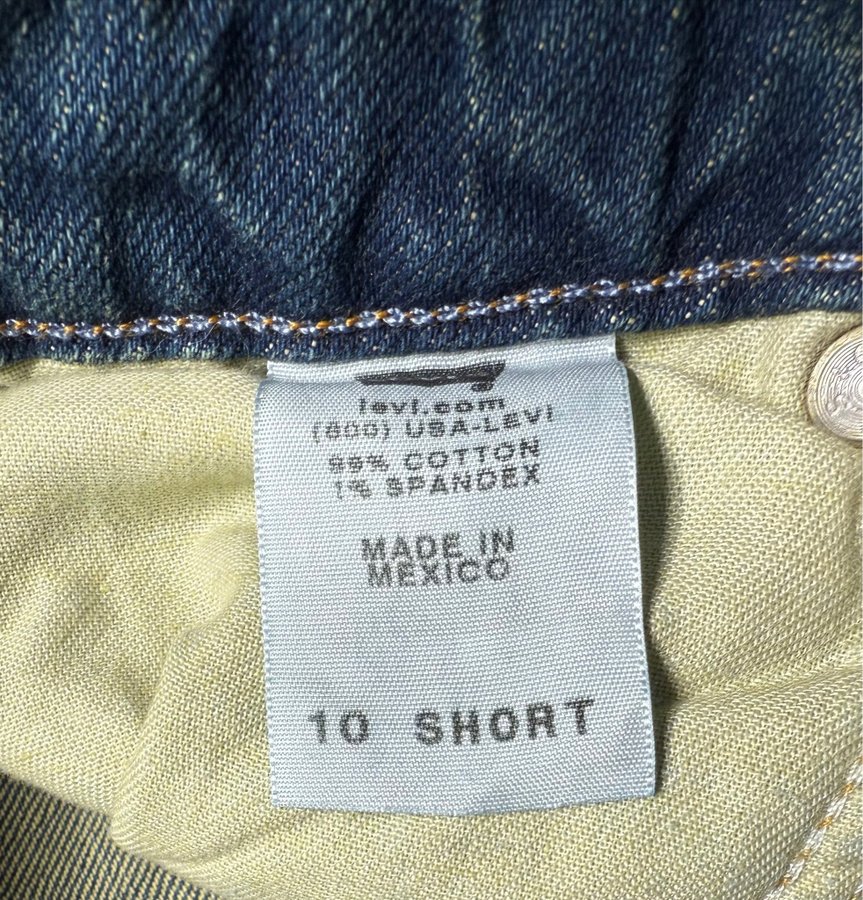 levi.com
(800) USA-LEVI
99% COTTON
1% SPANDEX
MADE IN
MEXICO
10 SHORT